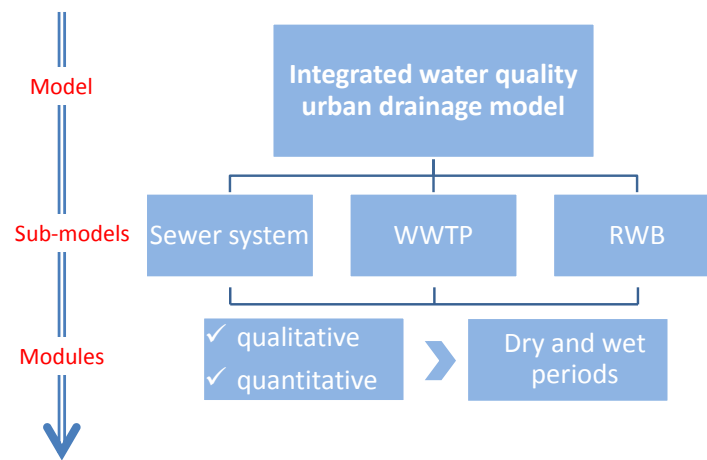 Model
Integrated water quality
urban drainage model
Sub-models
Sewer system
WWTP
RWB
Modules
✓ qualitative
✓ quantitative
Dry and wet
periods